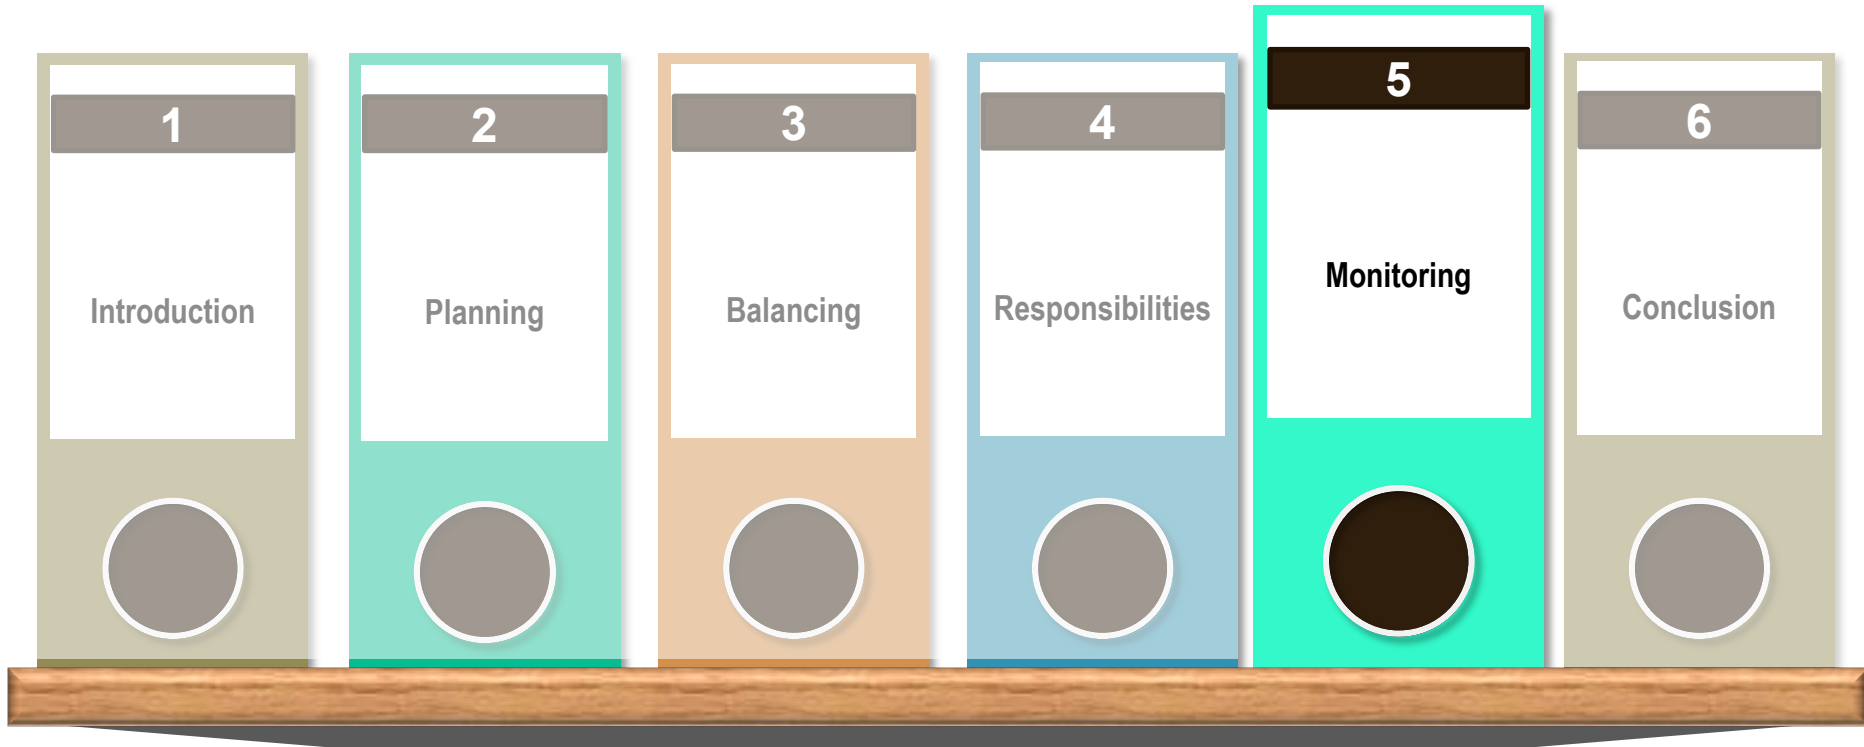 1
Introduction
2
Planning
3
Balancing
4
Responsibilities
5
Monitoring
6
Conclusion